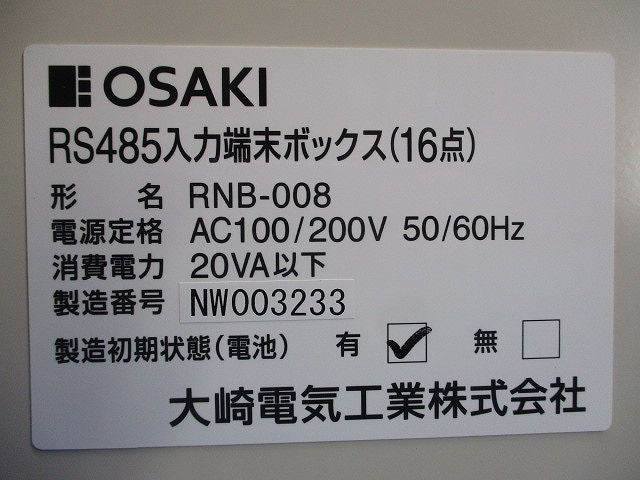 OSAKI
RS485入力端末ボックス(16点)
形 名 RNB-008
電源定格 AC100/200V 50/60Hz
消費電力 20VA以下
製造番号 NW003233
製造初期状態(電池) 有 ☑ 無 □
大崎電気工業株式会社